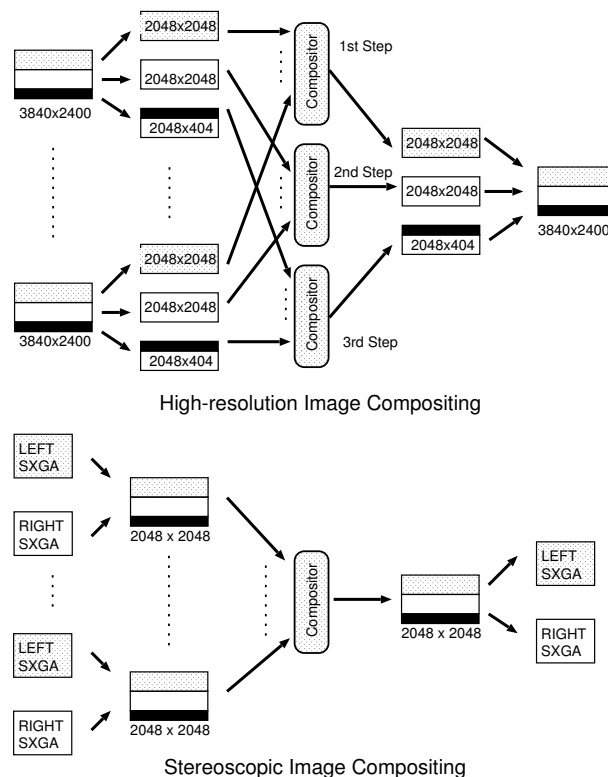 2048x2048
1st Step
Compositor
2048x2048
3840x2400
2048x404
2048x2048
2nd Step
Compositor
2048x2048
2048x404
3840x2400
2048x2048
2048x2048
Compositor
3rd Step
3840x2400
2048x404
High-resolution Image Compositing
LEFT
SXGA
RIGHT
SXGA
2048 x 2048
Compositor
LEFT
SXGA
2048 x 2048
RIGHT
SXGA
LEFT
SXGA
RIGHT
SXGA
2048 x 2048
Stereoscopic Image Compositing